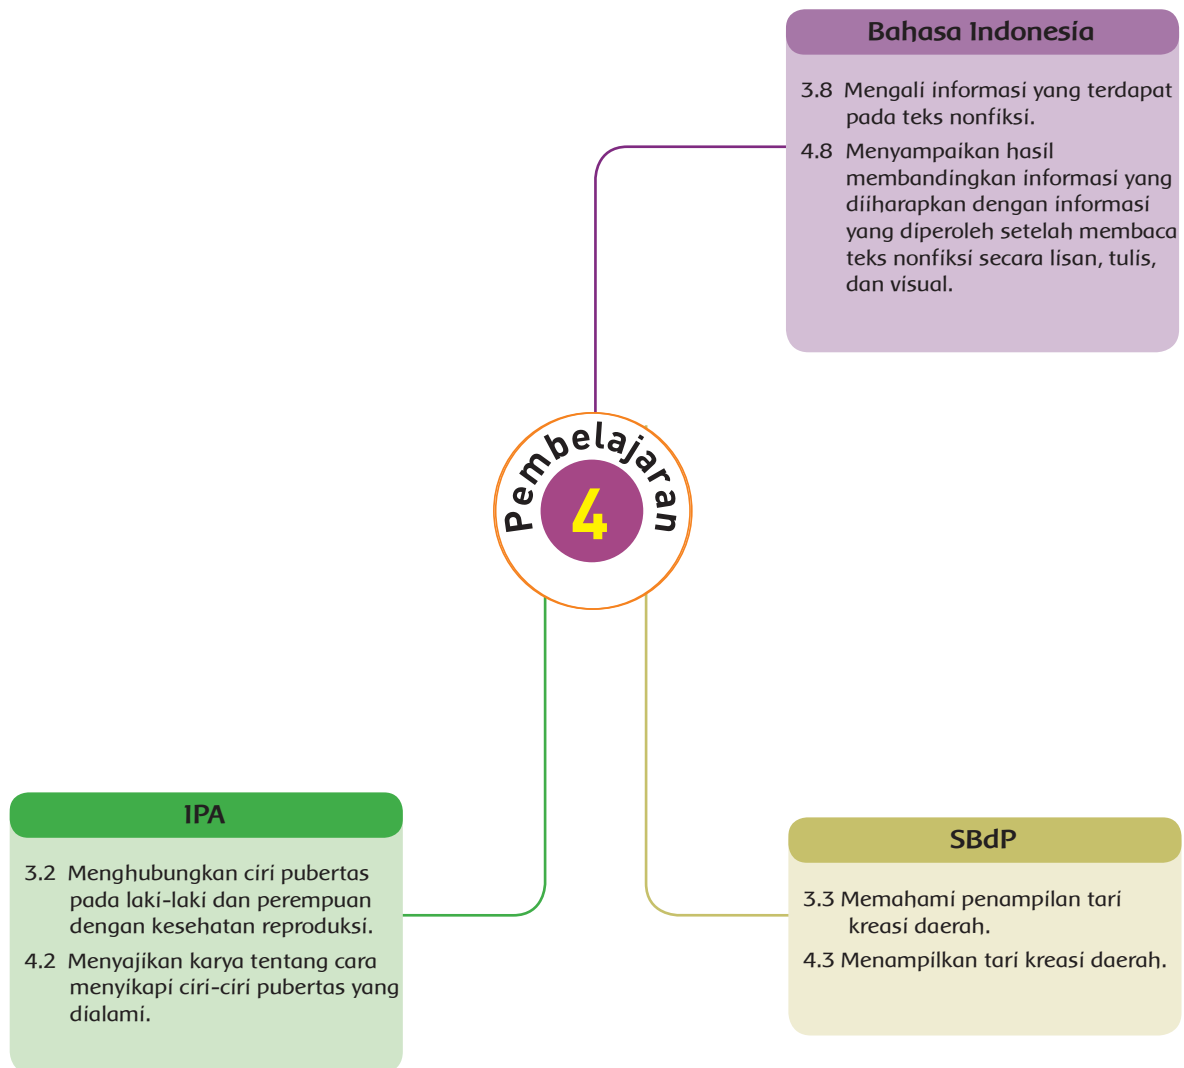 Bahasa Indonesia
3.8 Mengali informasi yang terdapat
pada teks nonfiksi.
4.8 Menyampaikan hasil
membandingkan informasi yang
diiharapkan dengan informasi
yang diperoleh setelah membaca
teks nonfiksi secara lisan, tulis,
dan visual.
Pembelajaran
4
IPA
3.2 Menghubungkan ciri pubertas
pada laki-laki dan perempuan
dengan kesehatan reproduksi.
4.2 Menyajikan karya tentang cara
menyikapi ciri-ciri pubertas yang
dialami.
SBdP
3.3 Memahami penampilan tari
kreasi daerah.
4.3 Menampilkan tari kreasi daerah.